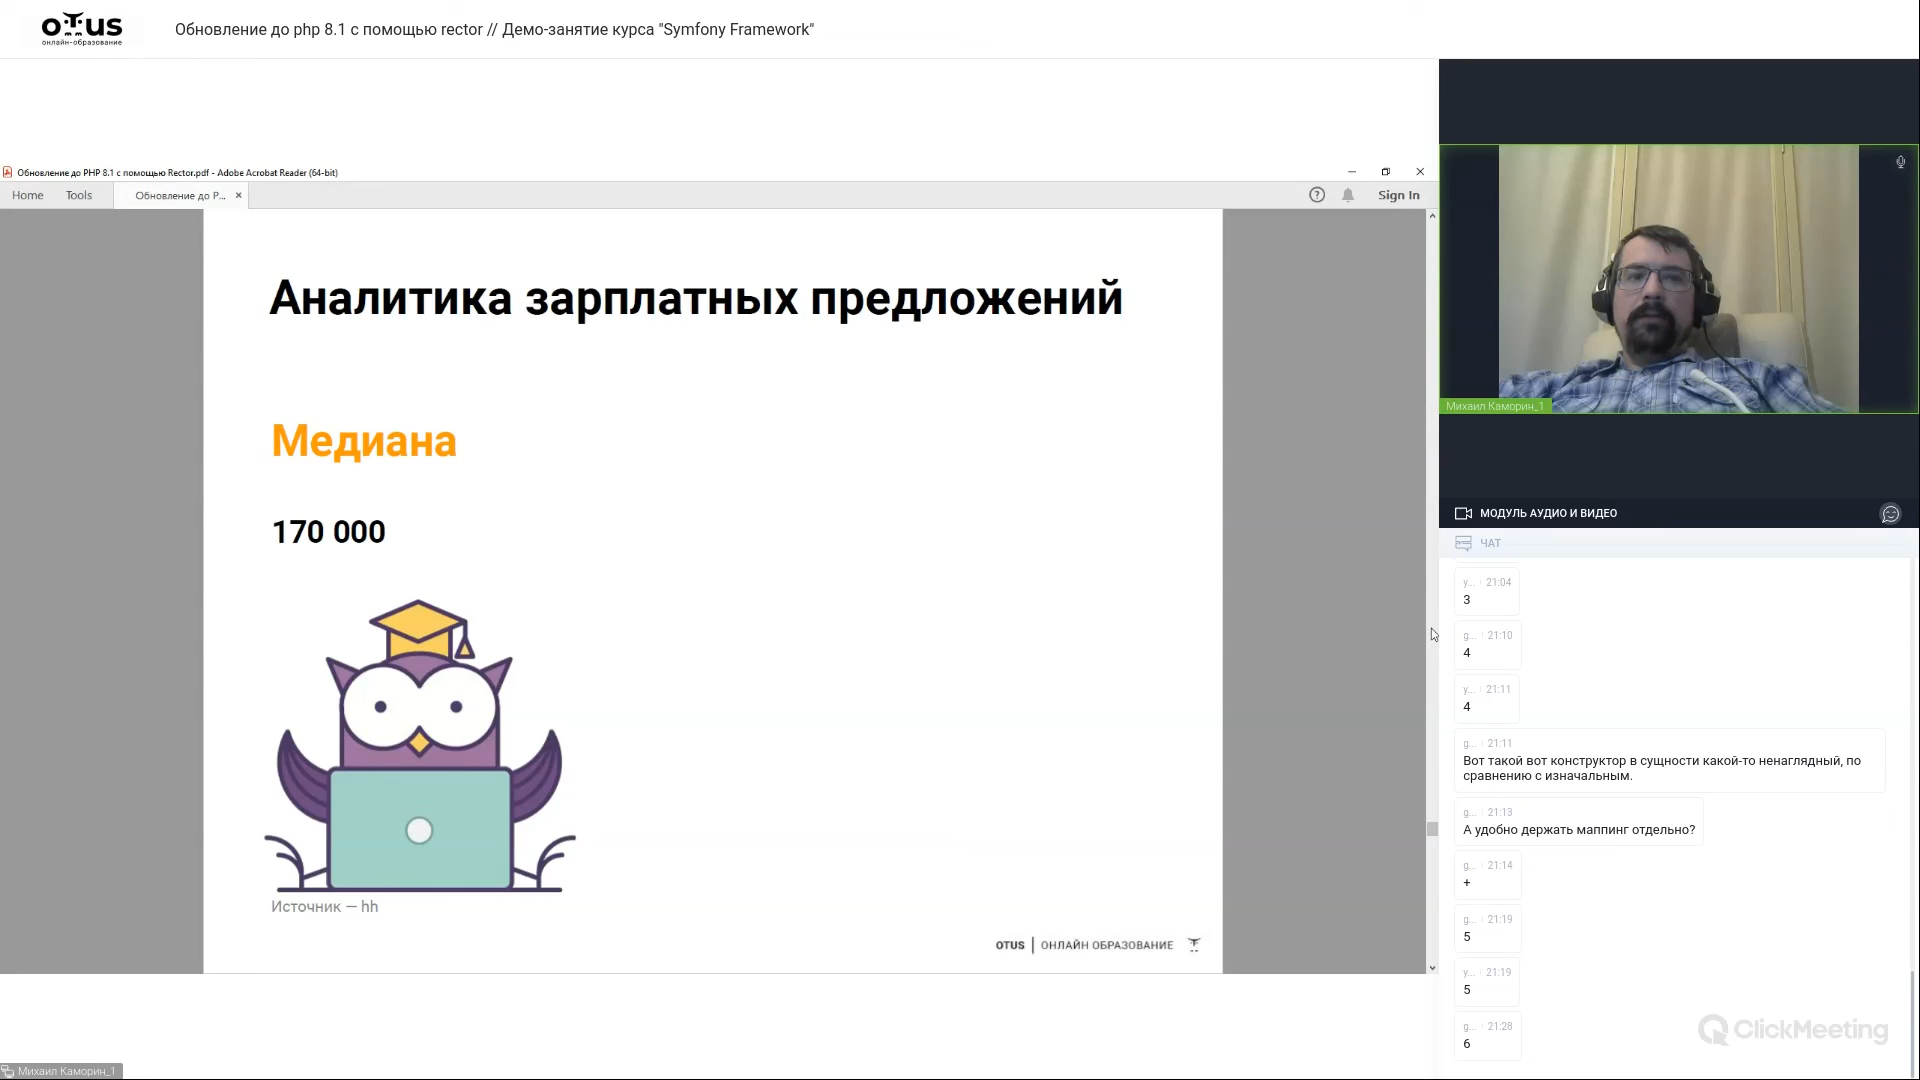 отus
онлайн-образование
Обновление до php 8.1 с помощью rector // Демо-занятие курса "Symfony Framework"
Обновление до PHP 8.1 с помощью Rector.pdf - Adobe Acrobat Reader (64-bit)
Home Tools Обновление до P... × Sign In
Аналитика зарплатных предложений
Медиана
170 000
Источник — hh
OTUS | ОНЛАЙН ОБРАЗОВАНИЕ
Михаил Каморин_1
Михаил Каморин_1
МОДУЛЬ АУДИО И ВИДЕО
ЧАТ
y... 21:04
3
g... 21:10
4
y... 21:11
4
g... 21:11
Вот такой вот конструктор в сущности какой-то ненаглядный, по
сравнению с изначальным.
g... 21:13
А удобно держать маппинг отдельно?
g... 21:14
+
g... 21:19
5
y... 21:19
5
g... 21:28
6
ClickMeeting